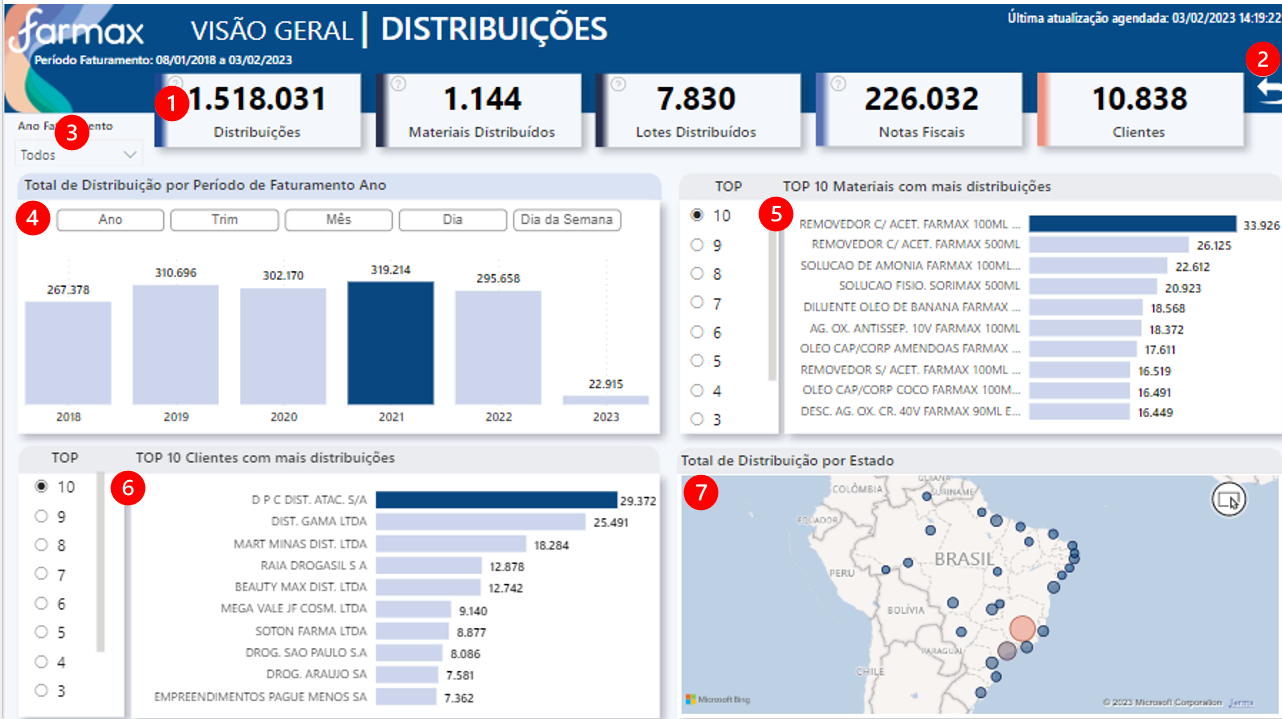 farmax
VISÃO GERAL | DISTRIBUIÇÕES
Última atualização agendada: 03/02/2023 14:19:22
Período Faturamento: 08/01/2018 a 03/02/2023
2
1
?
1.518.031
Distribuições
?
1.144
Materiais Distribuídos
?
7.830
Lotes Distribuídos
?
226.032
Notas Fiscais
10.838
Clientes
Ano
3
Todos
Total de Distribuição por Período de Faturamento Ano
4
Ano
Trim
Mês
Dia
Dia da Semana
267.378
310.696
302.170
319.214
295.658
22.915
2018
2019
2020
2021
2022
2023
TOP
10
9
8
7
6
5
4
3
TOP 10 Materiais com mais distribuições
5
REMOVEDOR C/ ACET. FARMAX 100ML ... 33.926
REMOVEDOR C/ ACET. FARMAX 500ML 26.125
SOLUCAO DE AMONIA FARMAX 100ML... 22.612
SOLUCAO FISIO. SORIMAX 500ML 20.923
DILUENTE OLEO DE BANANA FARMAX ... 18.568
AG. OX. ANTISSEP. 10V FARMAX 100ML 18.372
OLEO CAP/CORP AMENDOAS FARMAX ... 17.611
REMOVEDOR S/ ACET. FARMAX 100ML ... 16.519
OLEO CAP/CORP COCO FARMAX 100M... 16.491
DESC. AG. OX. CR. 40V FARMAX 90ML E... 16.449
TOP
10
9
8
7
6
5
4
3
TOP 10 Clientes com mais distribuições
6
D P C DIST. ATAC. S/A 29.372
DIST. GAMA LTDA 25.491
MART MINAS DIST. LTDA 18.284
RAIA DROGASIL S A 12.878
BEAUTY MAX DIST. LTDA 12.742
MEGA VALE JF COSM. LTDA 9.140
SOTON FARMA LTDA 8.877
DROG. SAO PAULO S.A 8.086
DROG. ARAUJO SA 7.581
EMPREENDIMENTOS PAGUE MENOS SA 7.362
Total de Distribuição por Estado
7
COLÔMBIA
GUIANA
SURINAME
EQUADOR
BRASIL
PERU
BOLÍVIA
PARAGUAI
CHILE
Microsoft Bing
© 2023 Microsoft Corporation Terms